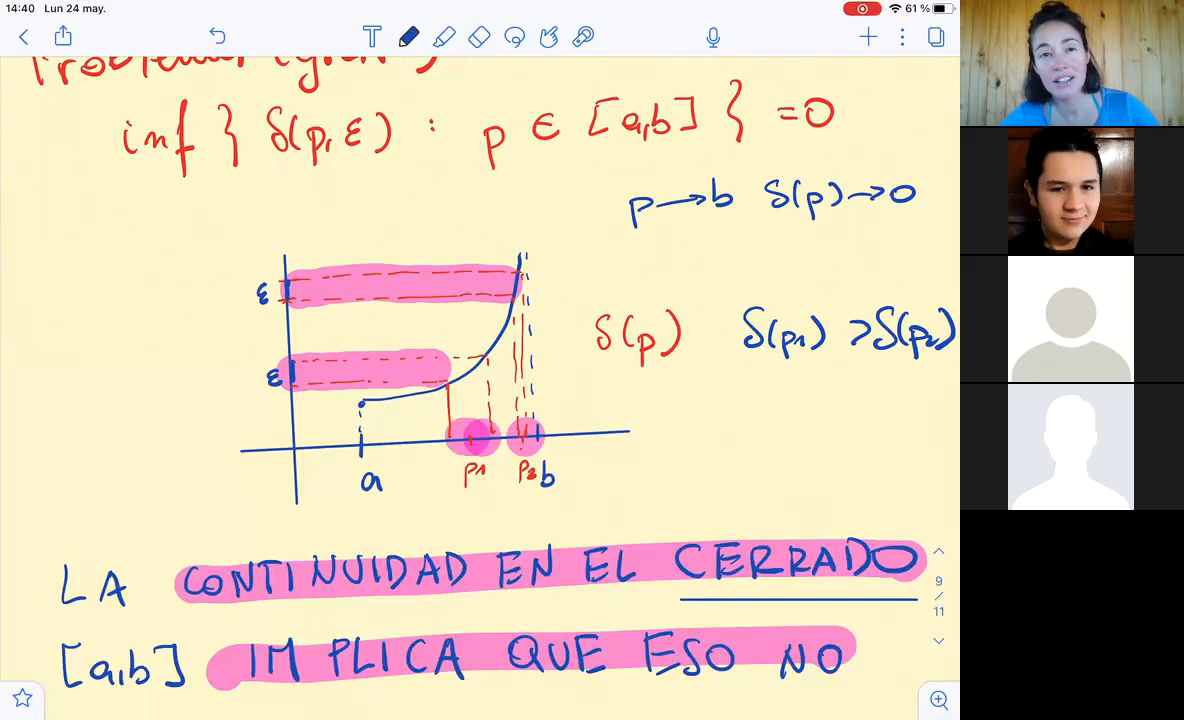 14:40 Lun 24 may. 61 %
inf { δ(p,ε) : p ∈ [a,b] } =0
p→b δ(p)→0
ε
δ(p) δ(p1) > δ(p2)
ε
a p1 p2 b
LA CONTINUIDAD EN EL CERRADO
[a,b] IMPLICA QUE ESO NO
9
/
11